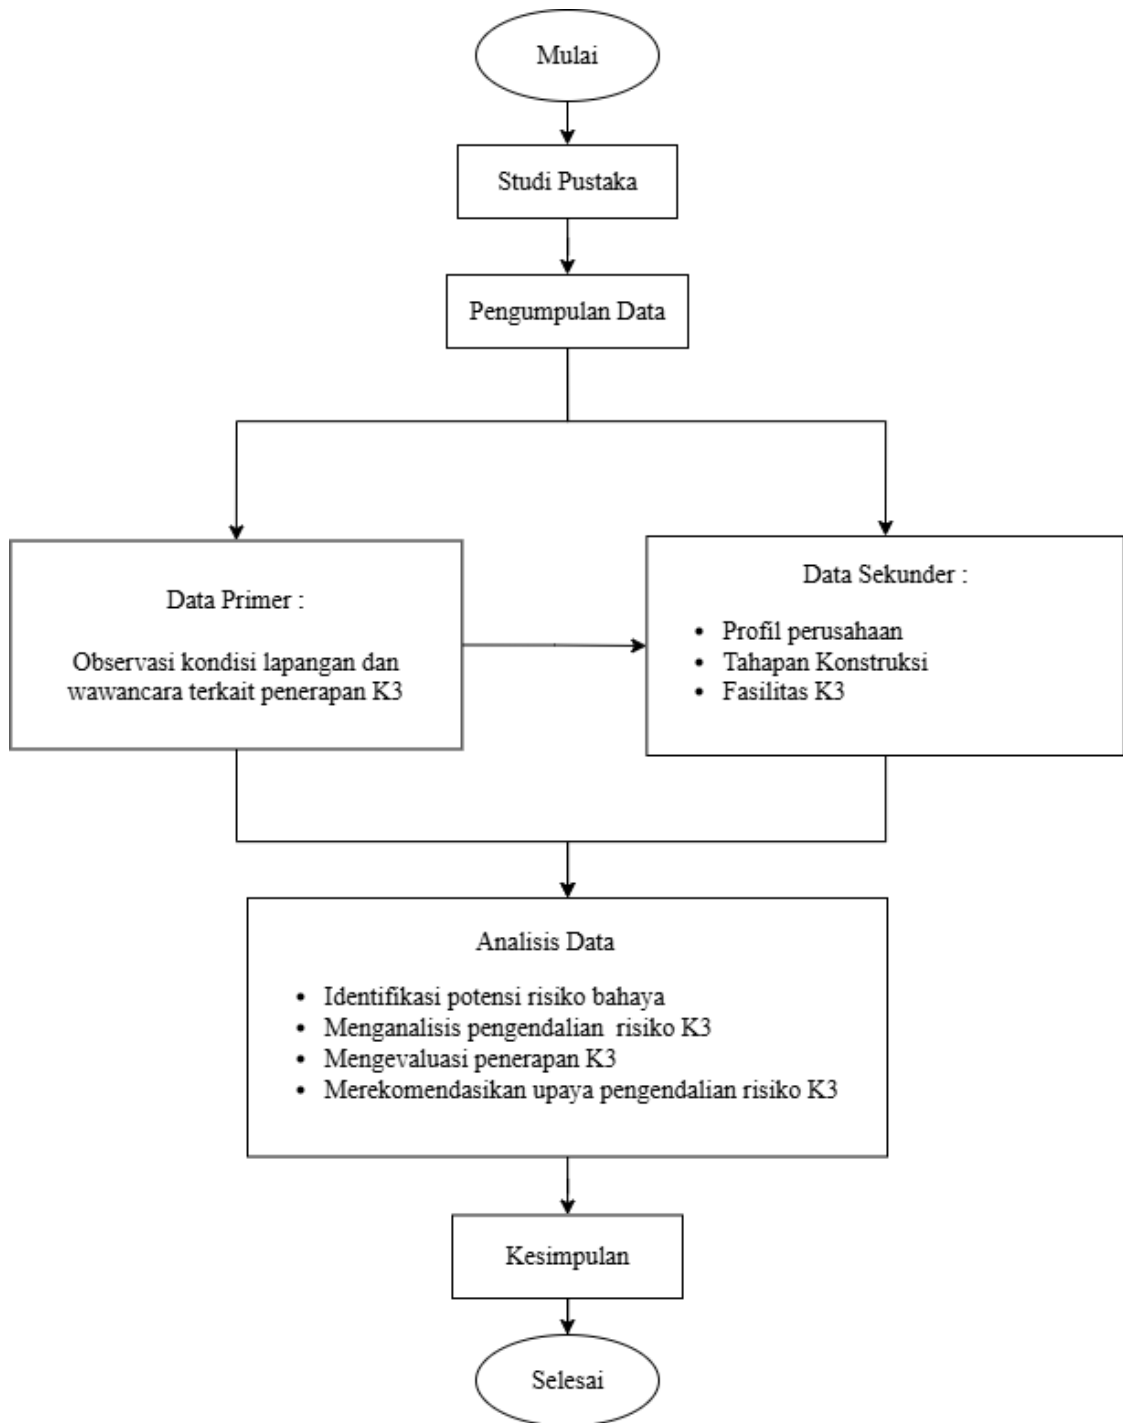 Mulai
Studi Pustaka
Pengumpulan Data
Data Primer :
Observasi kondisi lapangan dan
wawancara terkait penerapan K3
Data Sekunder :
• Profil perusahaan
• Tahapan Konstruksi
• Fasilitas K3
Analisis Data
• Identifikasi potensi risiko bahaya
• Menganalisis pengendalian risiko K3
• Mengevaluasi penerapan K3
• Merekomendasikan upaya pengendalian risiko K3
Kesimpulan
Selesai